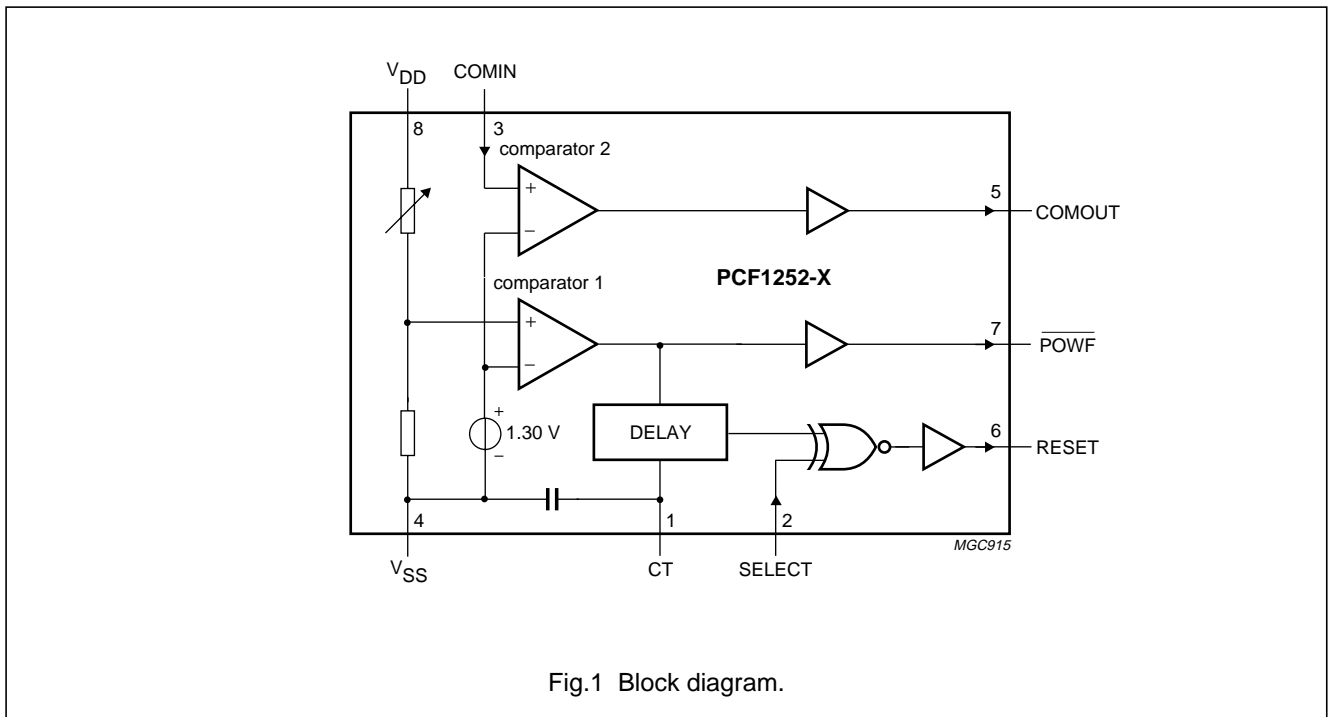 VDD COMIN
8 3
comparator 2
+
−
5
COMOUT
PCF1252-X
comparator 1
+
−
7
POWF
+
1.30 V
−
DELAY
6
RESET
4 1 2
MGC915
VSS CT SELECT
Fig.1 Block diagram.